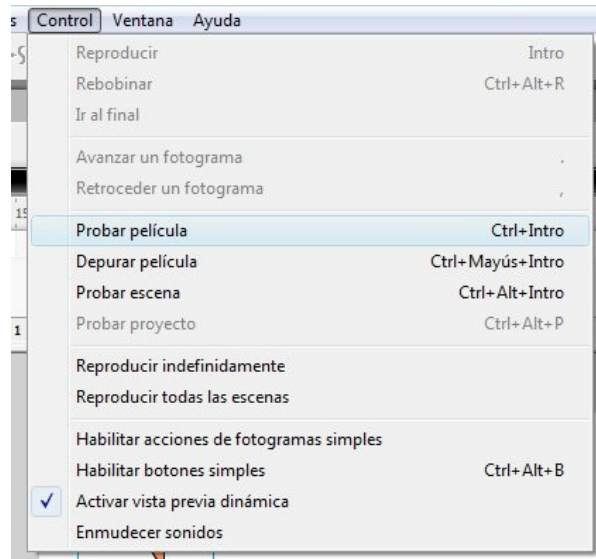 s Control Ventana Ayuda
Reproducir Intro
Rebobinar Ctrl+Alt+R
Ir al final
Avanzar un fotograma .
Retroceder un fotograma ,
15
Probar película Ctrl+Intro
Depurar película Ctrl+Mayús+Intro
Probar escena Ctrl+Alt+Intro
1 Probar proyecto Ctrl+Alt+P
Reproducir indefinidamente
Reproducir todas las escenas
Habilitar acciones de fotogramas simples
Habilitar botones simples Ctrl+Alt+B
Activar vista previa dinámica
Enmudecer sonidos